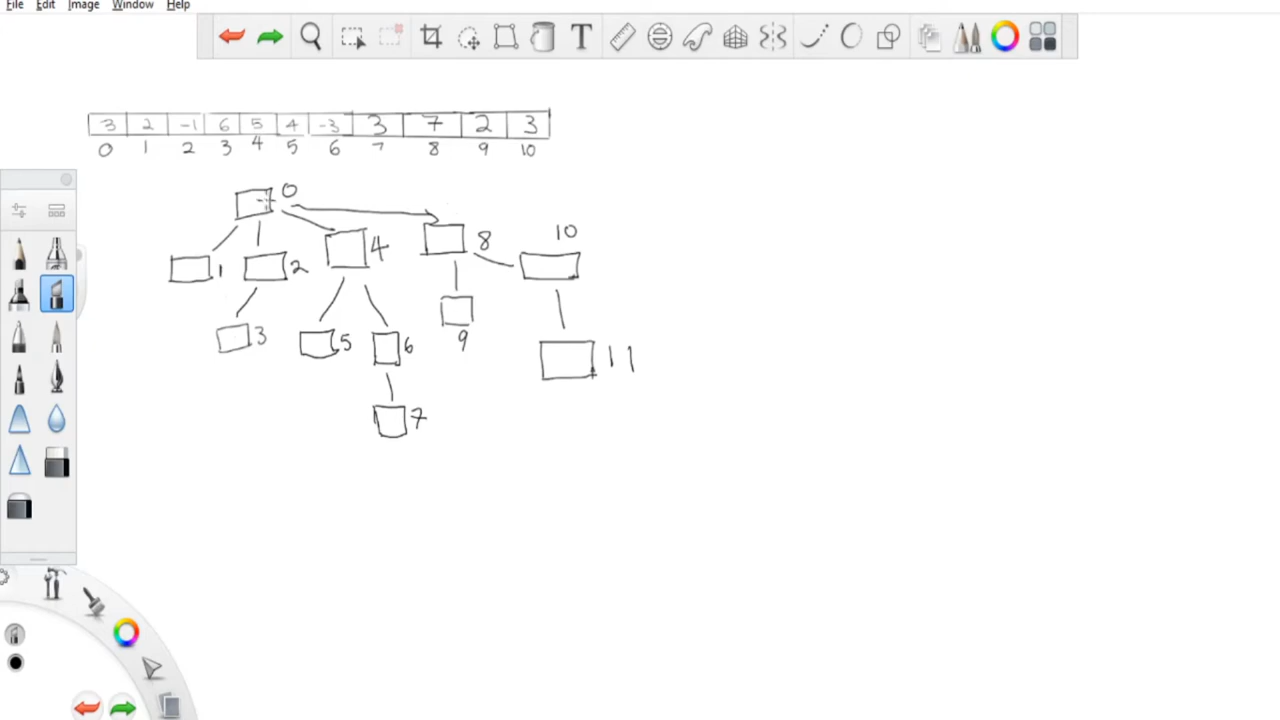 File Edit Image Window Help
T
3 2 -1 6 5 4 -3 3 7 2 3
0 1 2 3 4 5 6 7 8 9 10
0
10
1 2 4 8
3 5 6 9
11
7